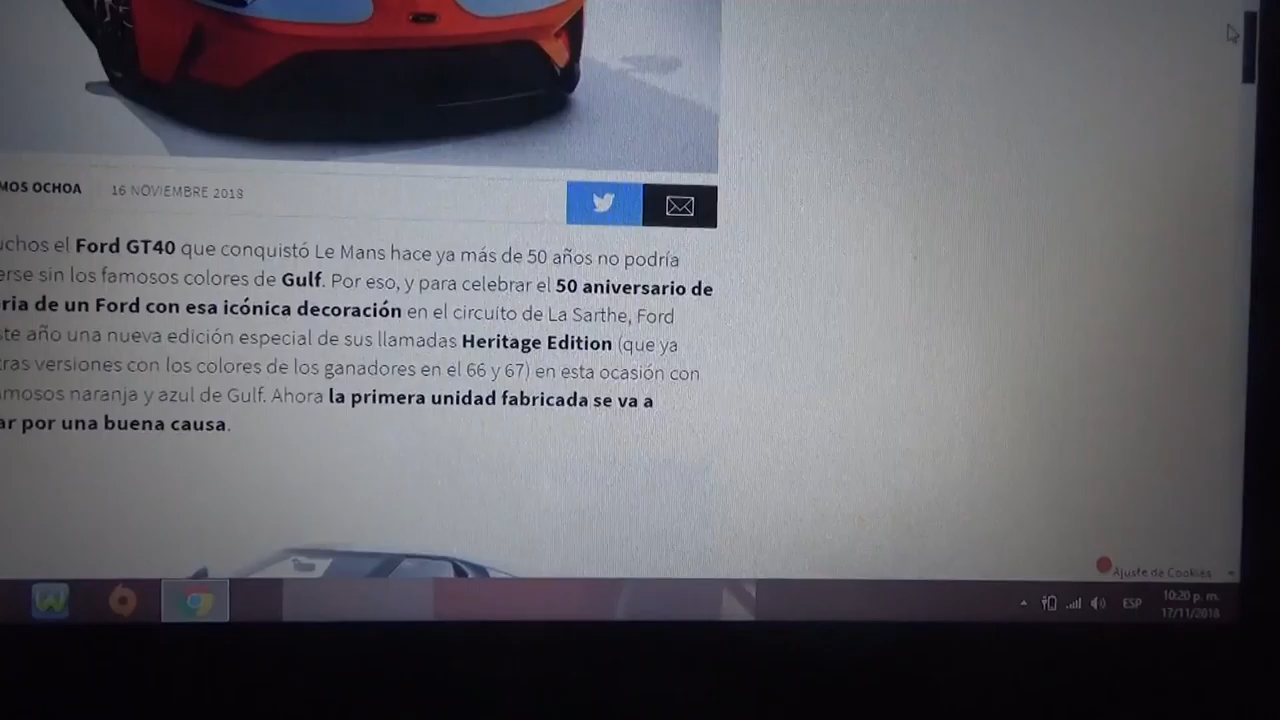 MOS OCHOA
16 NOVIEMBRE 2018
uchos el Ford GT40 que conquistó Le Mans hace ya más de 50 años no podría
erse sin los famosos colores de Gulf. Por eso, y para celebrar el 50 aniversario de
ria de un Ford con esa icónica decoración en el circuito de La Sarthe, Ford
ste año una nueva edición especial de sus llamadas Heritage Edition (que ya
tras versiones con los colores de los ganadores en el 66 y 67) en esta ocasión con
amosos naranja y azul de Gulf. Ahora la primera unidad fabricada se va a
ar por una buena causa.
Ajuste de Cookies
ESP
10:20 p. m.
17/11/2018